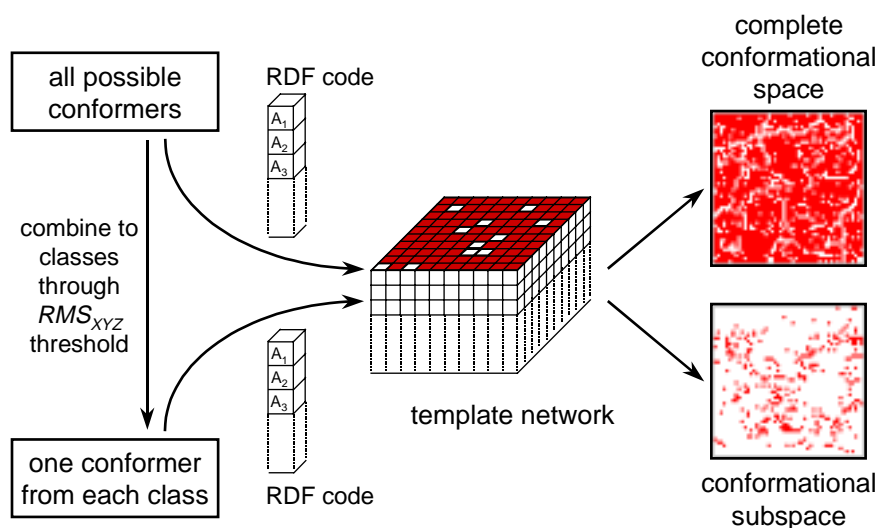 all possible
conformers
RDF code
A1
A2
A3
complete
conformational
space
combine to
classes
through
RMSXYZ
threshold
A1
A2
A3
RDF code
template network
one conformer
from each class
conformational
subspace